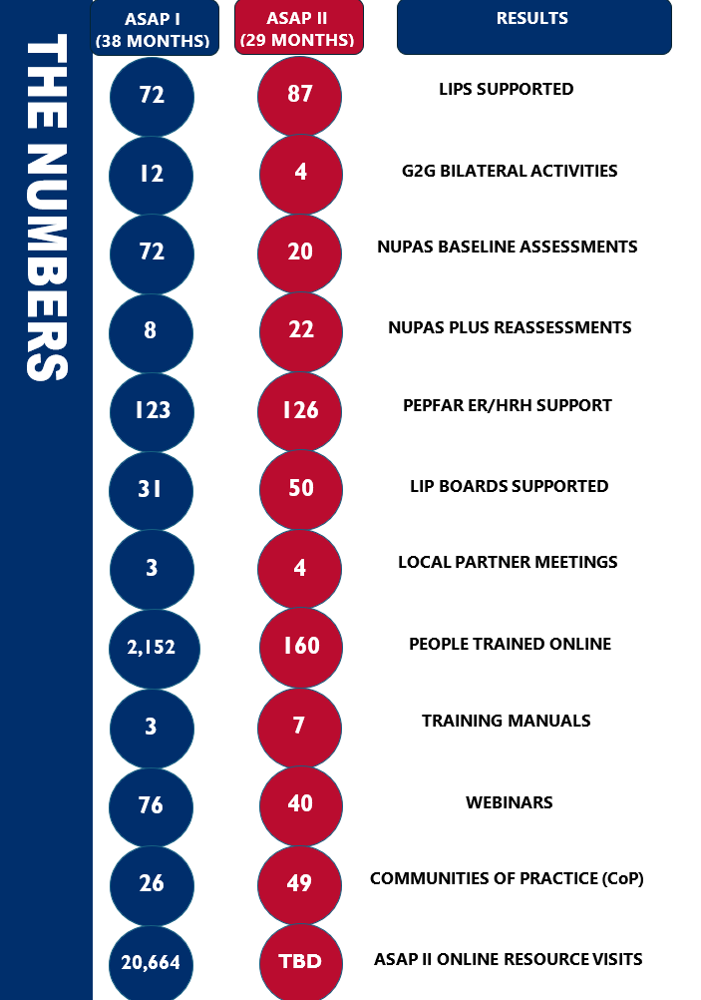 THE NUMBERS
ASAP I
(38 MONTHS)
ASAP II
(29 MONTHS)
RESULTS
72 87 LIPS SUPPORTED
12 4 G2G BILATERAL ACTIVITIES
72 20 NUPAS BASELINE ASSESSMENTS
8 22 NUPAS PLUS REASSESSMENTS
123 126 PEPFAR ER/HRH SUPPORT
31 50 LIP BOARDS SUPPORTED
3 4 LOCAL PARTNER MEETINGS
2,152 160 PEOPLE TRAINED ONLINE
3 7 TRAINING MANUALS
76 40 WEBINARS
26 49 COMMUNITIES OF PRACTICE (CoP)
20,664 TBD ASAP II ONLINE RESOURCE VISITS